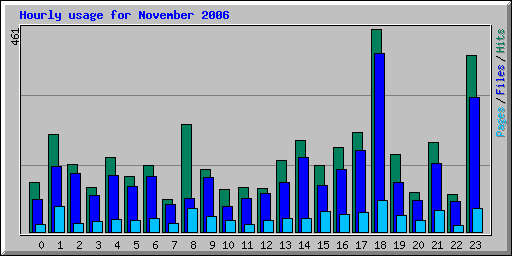 Hourly usage for November 2006
461
Pages/Files/Hits
0 1 2 3 4 5 6 7 8 9 10 11 12 13 14 15 16 17 18 19 20 21 22 23